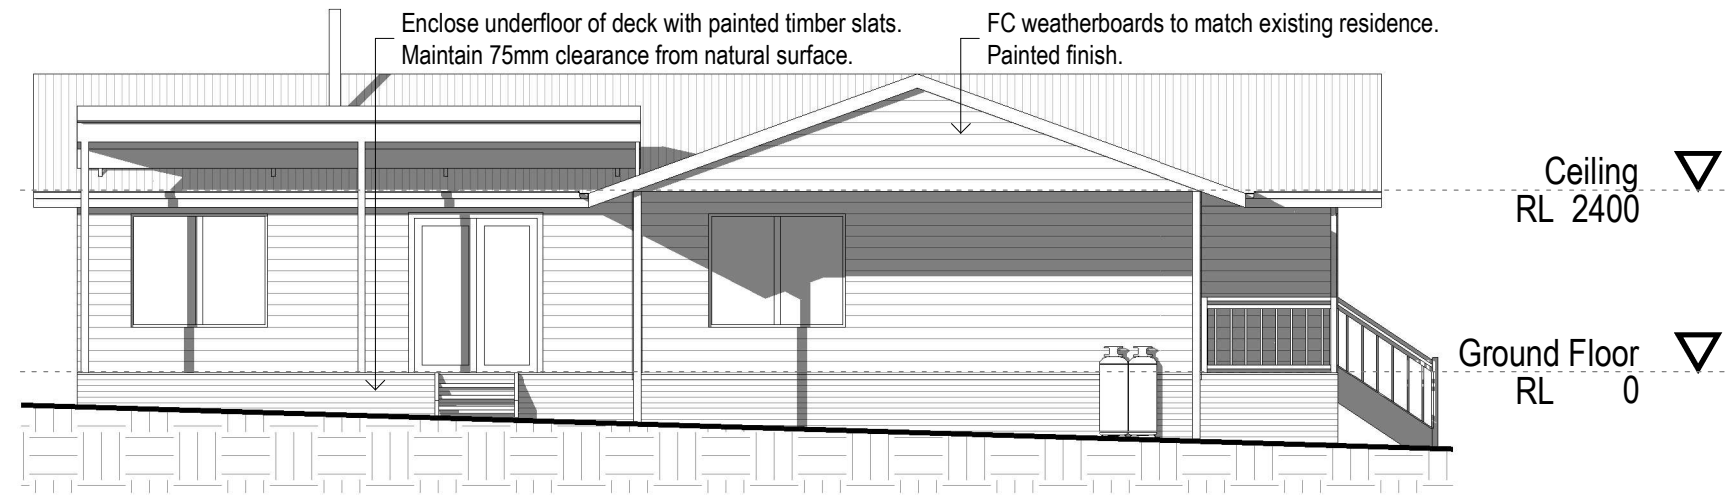 Enclose underfloor of deck with painted timber slats.
Maintain 75mm clearance from natural surface.
FC weatherboards to match existing residence.
Painted finish.
Ceiling
RL 2400
Ground Floor
RL 0